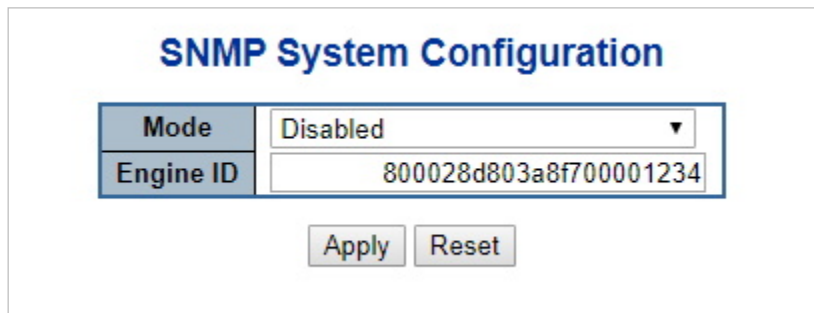 SNMP System Configuration
Mode Disabled
Engine ID 800028d803a8f700001234
Apply Reset